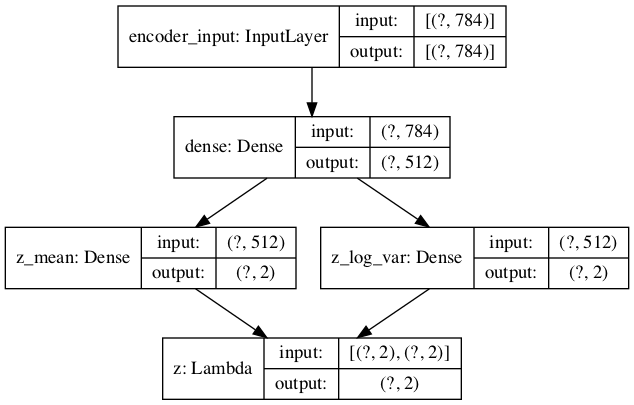 encoder_input: InputLayer
input: [(?, 784)]
output: [(?, 784)]
dense: Dense
input: (?, 784)
output: (?, 512)
z_mean: Dense
input: (?, 512)
output: (?, 2)
z_log_var: Dense
input: (?, 512)
output: (?, 2)
z: Lambda
input: [(?, 2), (?, 2)]
output: (?, 2)